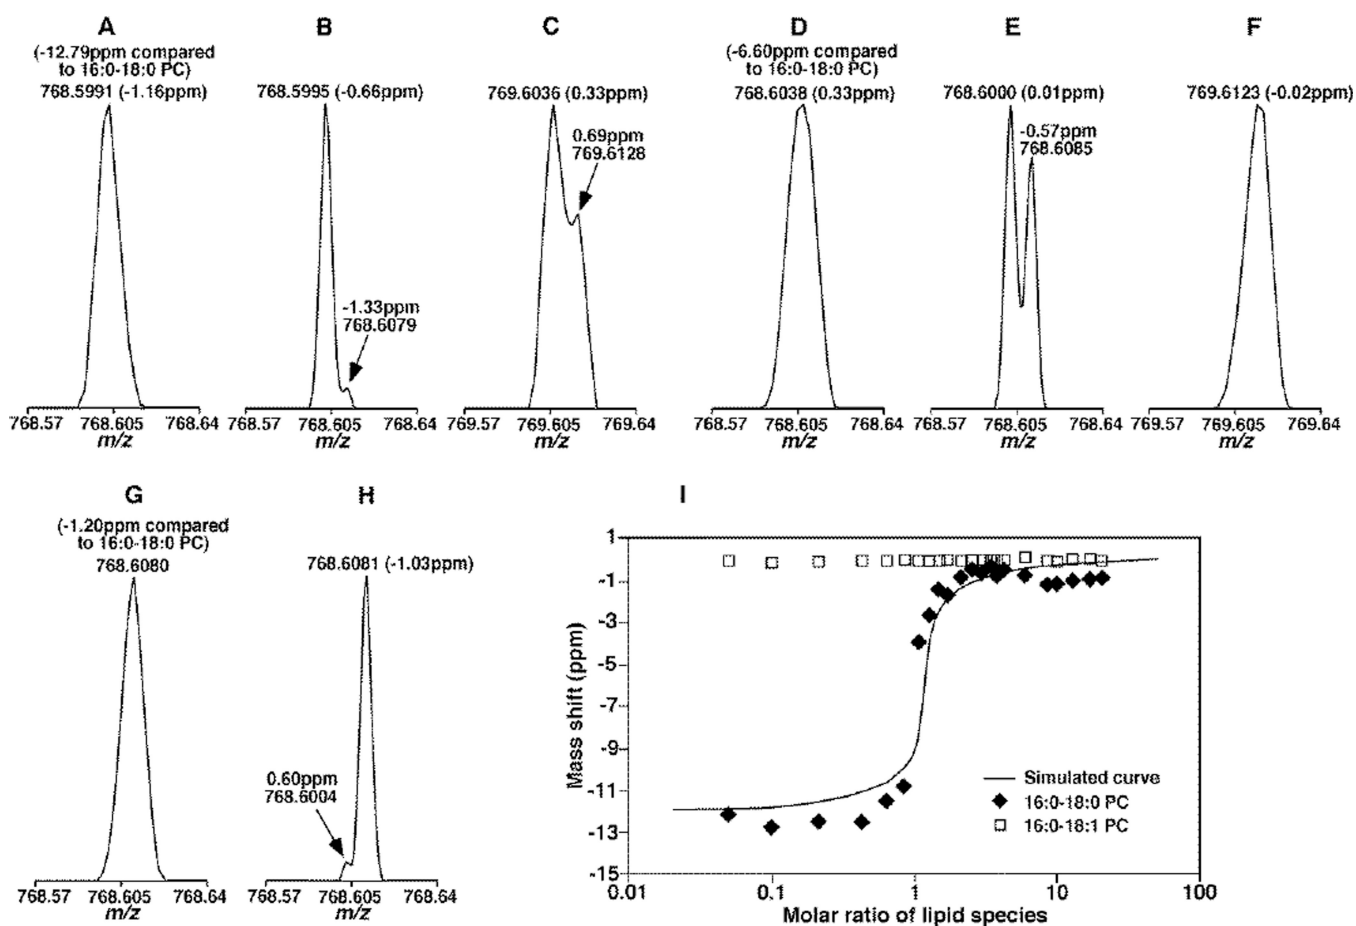 A
(-12.79ppm compared
to 16:0-18:0 PC)
768.5991 (-1.16ppm)
768.57 768.605 768.64
m/z
B
768.5995 (-0.66ppm)
-1.33ppm
768.6079
768.57 768.605 768.64
m/z
C
769.6036 (0.33ppm)
0.69ppm
769.6128
769.57 769.605 769.64
m/z
D
(-6.60ppm compared
to 16:0-18:0 PC)
768.6038 (0.33ppm)
768.57 768.605 768.64
m/z
E
768.6000 (0.01ppm)
-0.57ppm
768.6085
768.57 768.605 768.64
m/z
F
769.6123 (-0.02ppm)
769.57 769.605 769.64
m/z
G
(-1.20ppm compared
to 16:0-18:0 PC)
768.6080
768.57 768.605 768.64
m/z
H
768.6081 (-1.03ppm)
0.60ppm
768.6004
768.57 768.605 768.64
m/z
I
Mass shift (ppm)
1
-1
-3
-5
-7
-9
-11
-13
-15
Simulated curve
16:0-18:0 PC
16:0-18:1 PC
0.01 0.1 1 10 100
Molar ratio of lipid species